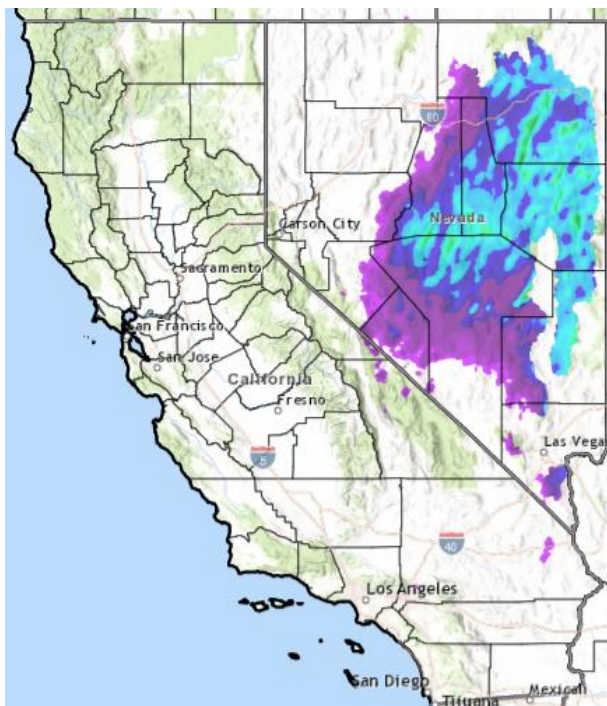 80
Nevada
Carson City
Sacramento
San Francisco
San Jose
California
Fresno
Las Vegas
5
40
Los Angeles
San Diego
Tijuana
Mexicali